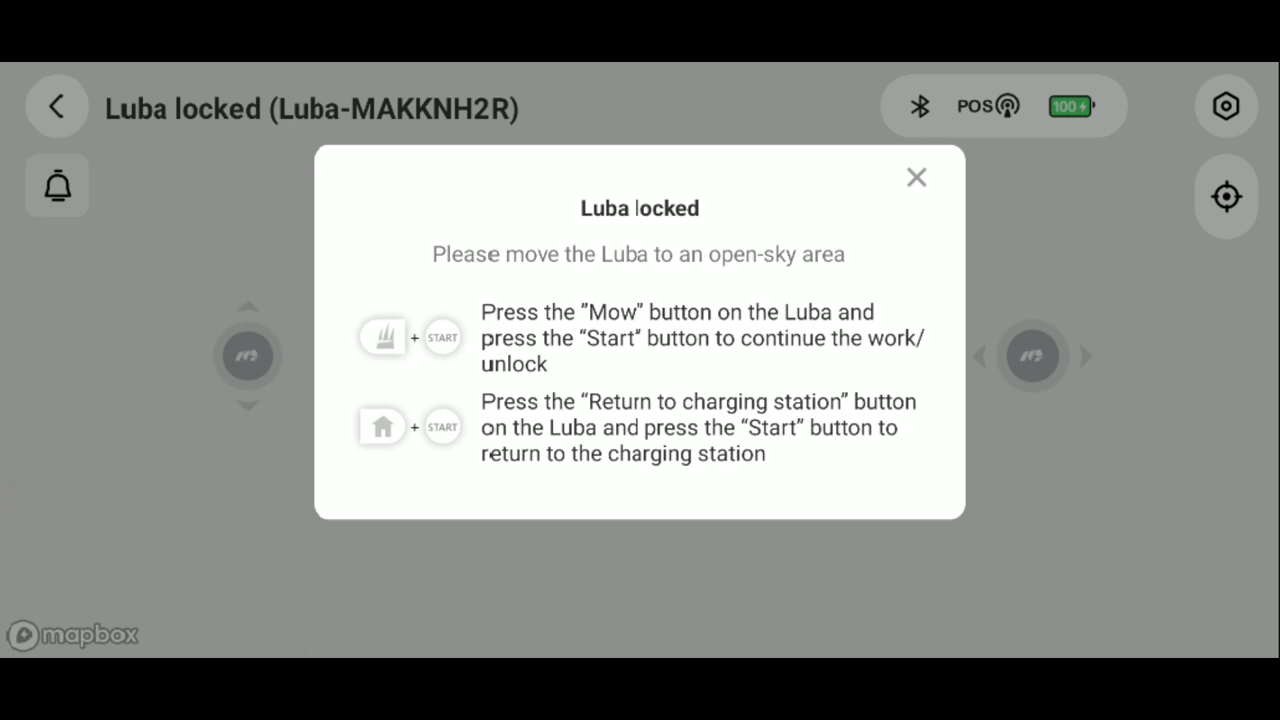 Luba locked (Luba-MAKKNH2R)
POS
100
Luba locked
Please move the Luba to an open-sky area
Press the ”Mow” button on the Luba and
press the “Start” button to continue the work/
unlock
+ START
Press the “Return to charging station” button
on the Luba and press the “Start” button to
return to the charging station
+ START
mapbox